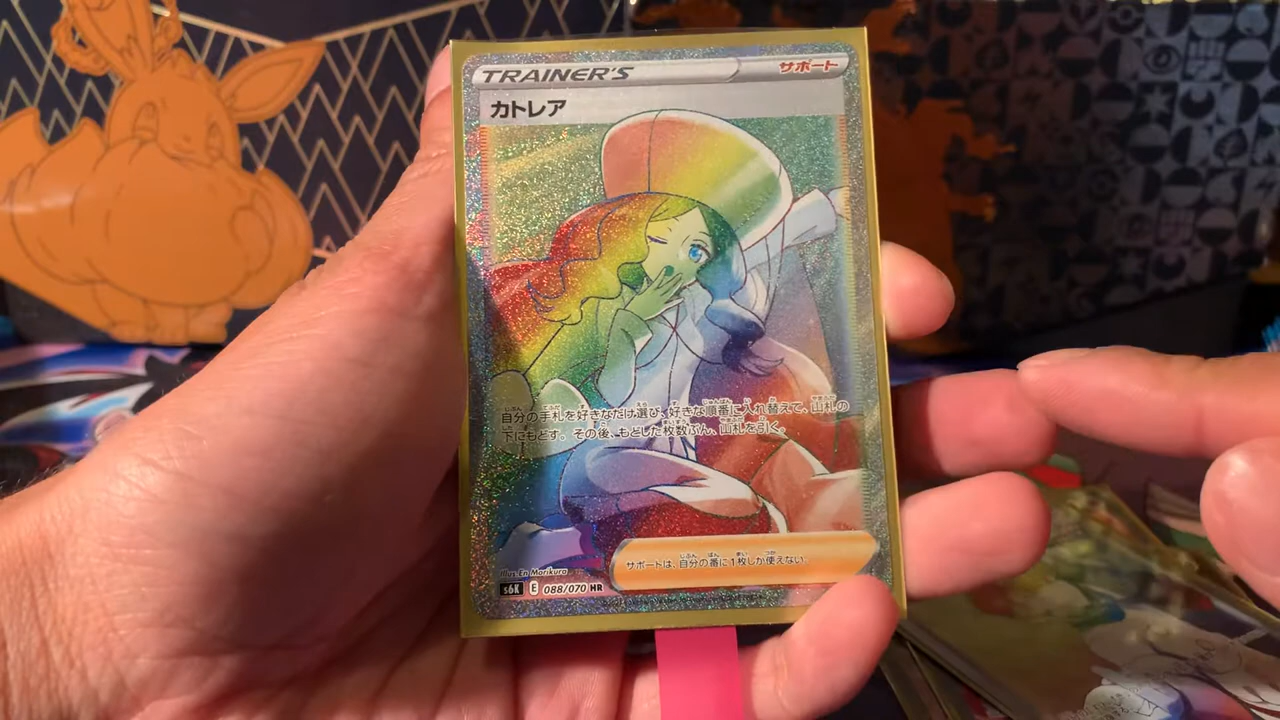 TRAINER'S サポート
カトレア
自分の手札を好きなだけ選び、好きな順番に入れ替えて、山札の
下にもどす。その後、もどした枚数ぶん、山札を引く。
サポートは、自分の番に1枚しか使えない。
Illus. En Morikura
s6K E 088/070 HR